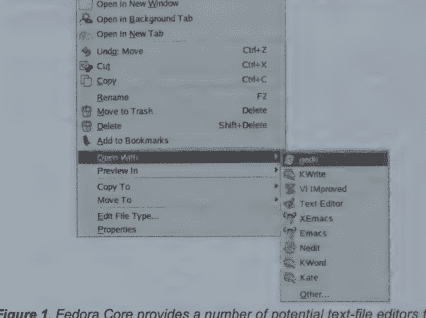 Open in New Window
Open in Background Tab
Open in New Tab
Undo: Move Ctrl+Z
Cut Ctrl+X
Copy Ctrl+C
Rename F2
Move to Trash Delete
Delete Shift+Delete
Add to Bookmarks
Open With
Preview In
Copy To
Move To
Edit File Type...
Properties
gedit
KWrite
VI IMproved
Text Editor
XEmacs
Emacs
Nedit
KWord
Kate
Other...
Figure 1. Fedora Core provides a number of potential text-file editors